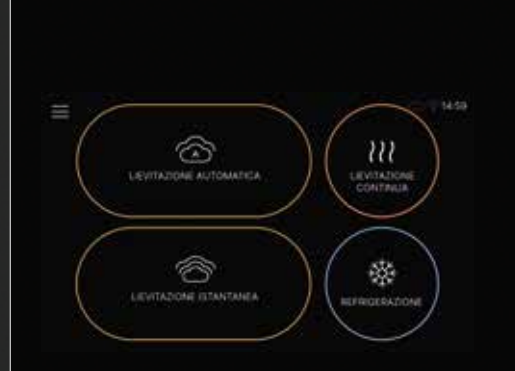 14:59
A
LIEVITAZIONE AUTOMATICA
LIEVITAZIONE
CONTINUA
LIEVITAZIONE ISTANTANEA
REFRIGERAZIONE